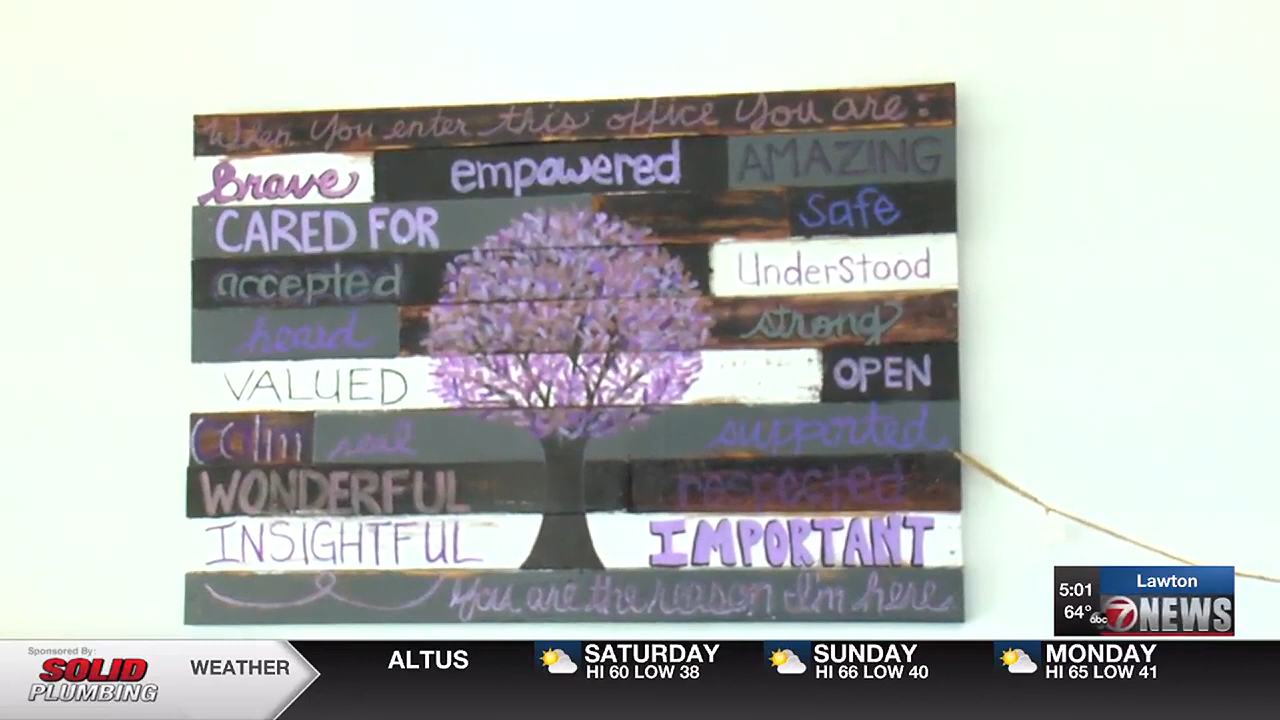 When You enter this office You are:
Brave empowered AMAZING
CARED FOR Safe
accepted Understood
heard strong
VALUED OPEN
Calm real supported
WONDERFUL respected
INSIGHTFUL IMPORTANT
You are the reason I'm here
5:01 Lawton
64° abc 7NEWS
Sponsored By:
SOLID
PLUMBING
WEATHER
ALTUS
SATURDAY
HI 60 LOW 38
SUNDAY
HI 66 LOW 40
MONDAY
HI 65 LOW 41